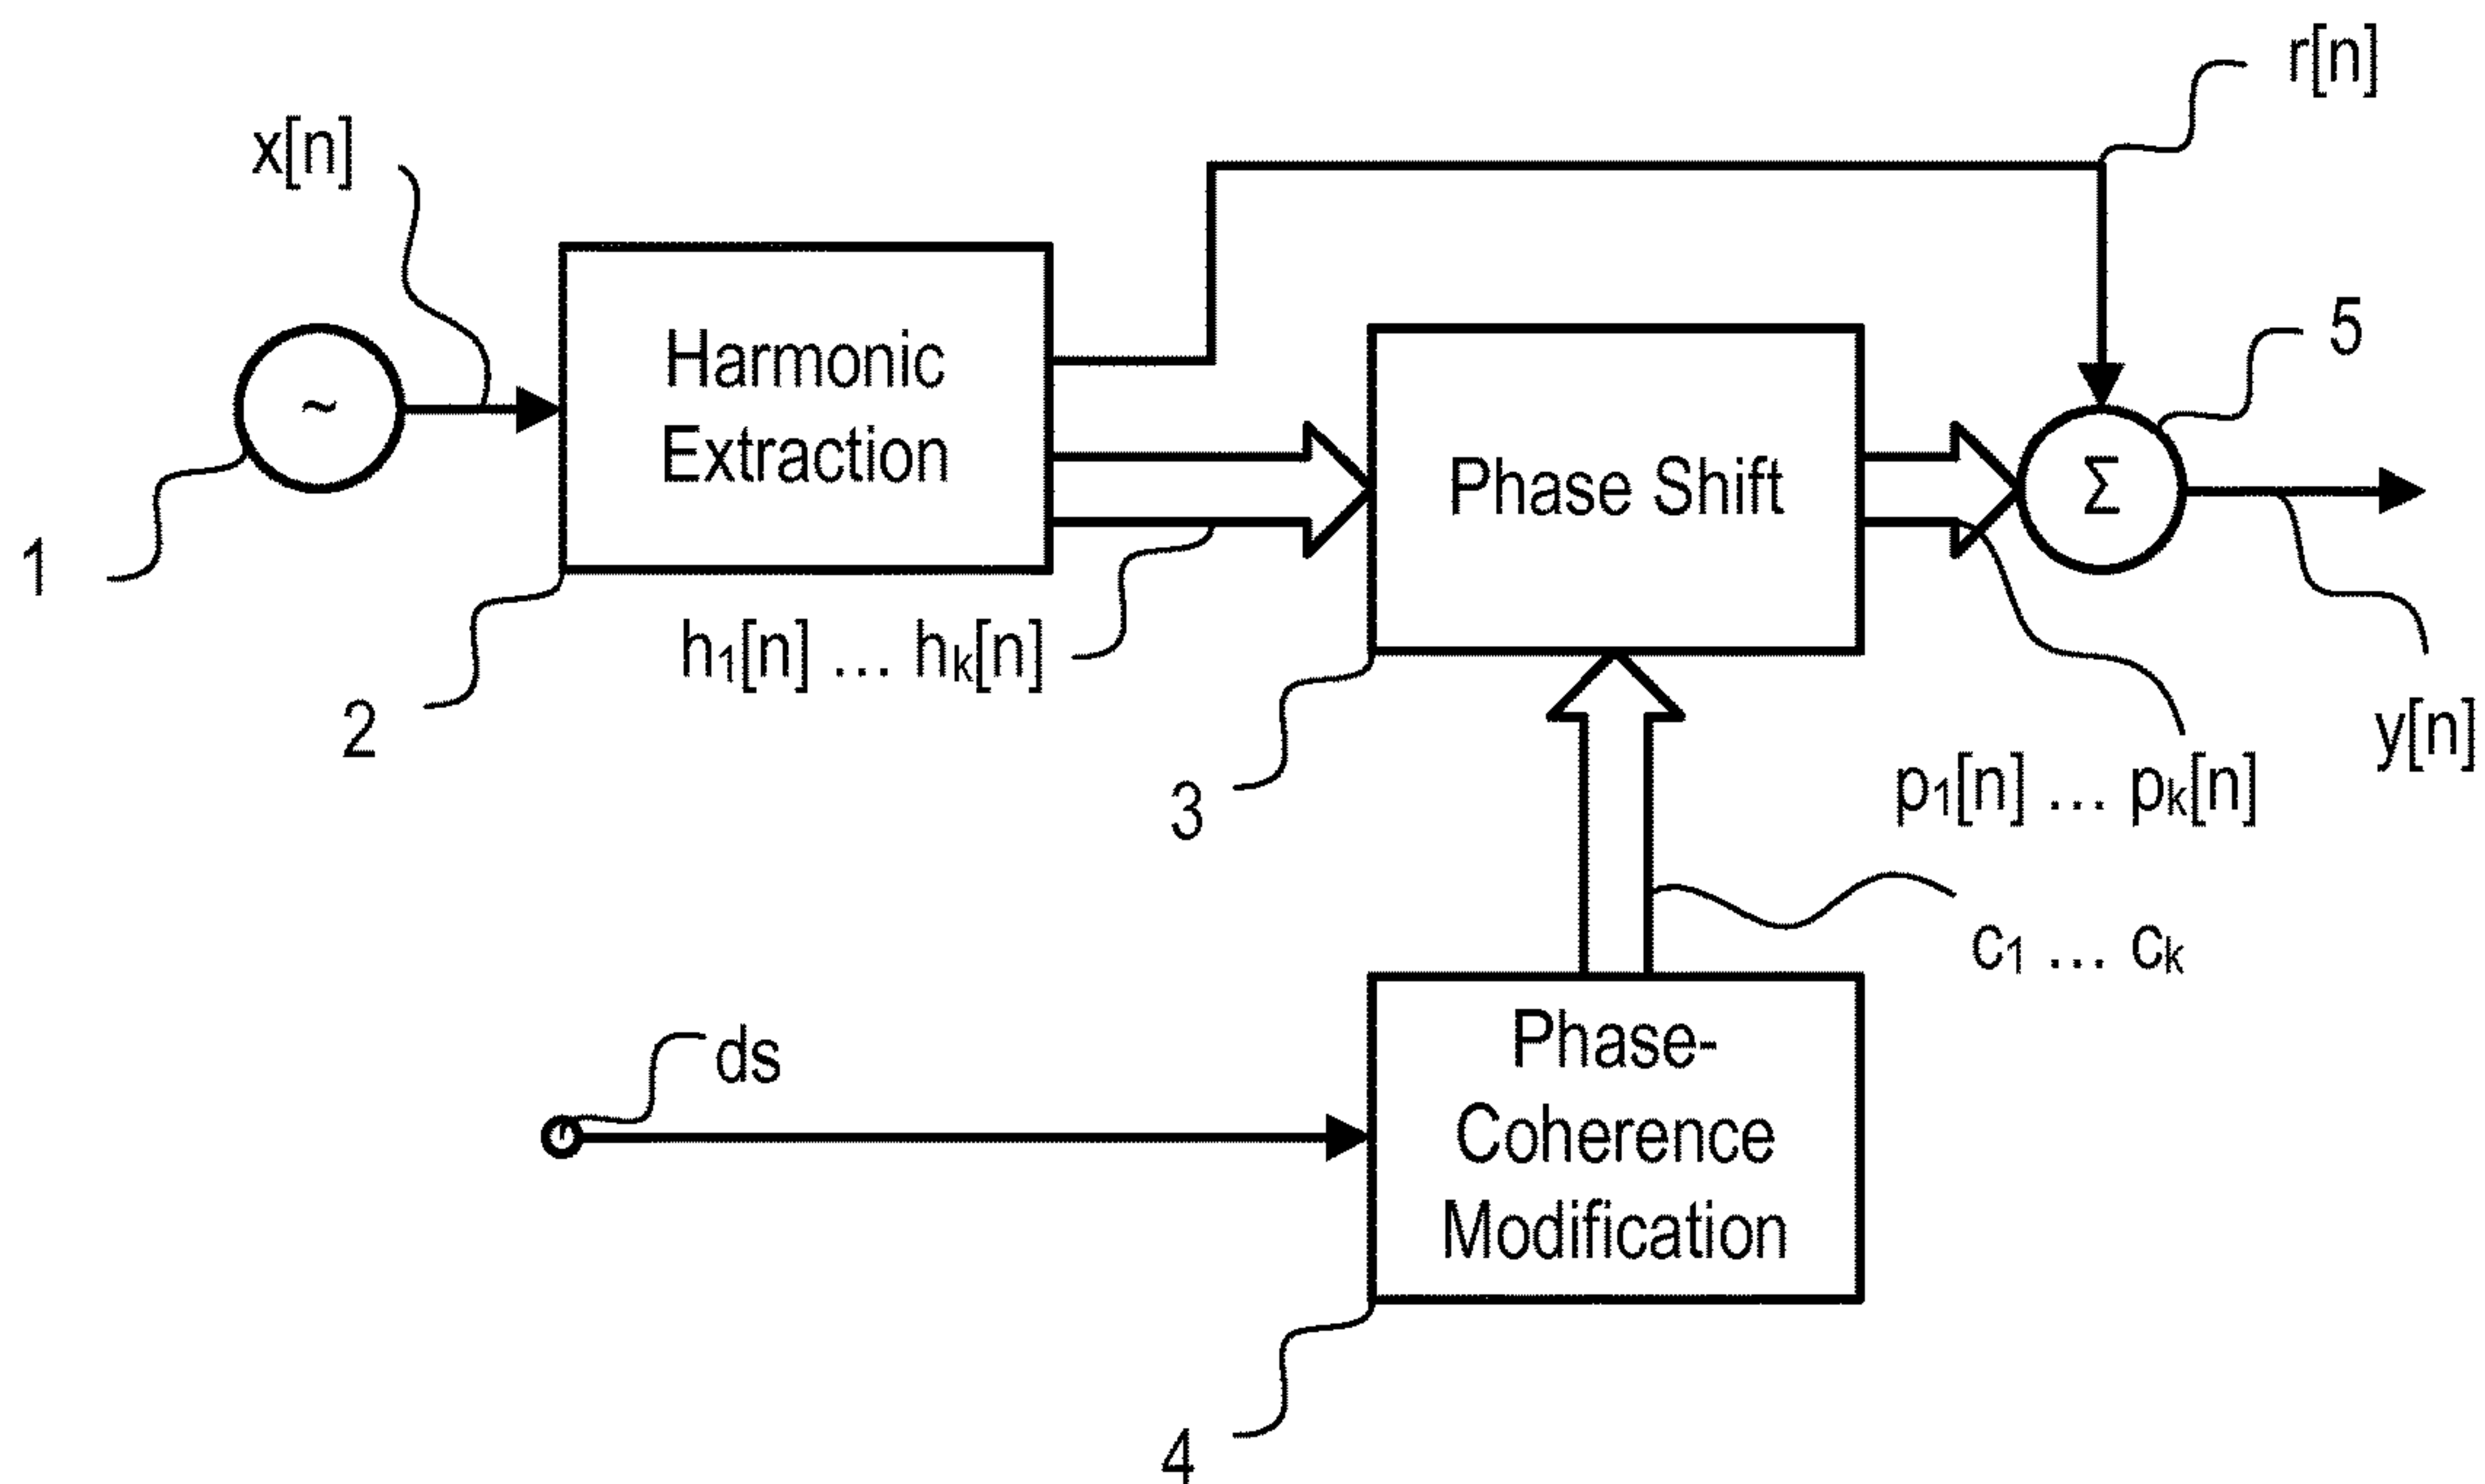 r[n]
x[n]
5
~
Harmonic
Extraction
Phase Shift
Σ
1
h₁[n] ... hₖ[n]
2
3
y[n]
p₁[n] ... pₖ[n]
c₁ ... cₖ
ds
Phase-
Coherence
Modification
4